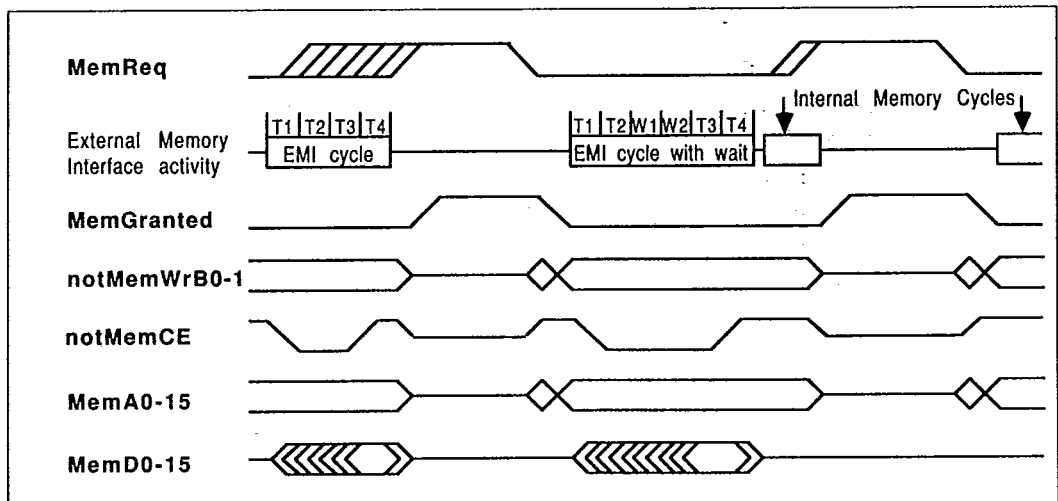 MemReq
Internal Memory Cycles
T1 T2 T3 T4
T1 T2 W1 W2 T3 T4
External Memory
Interface activity
EMI cycle
EMI cycle with wait
MemGranted
notMemWrB0-1
notMemCE
MemA0-15
MemD0-15